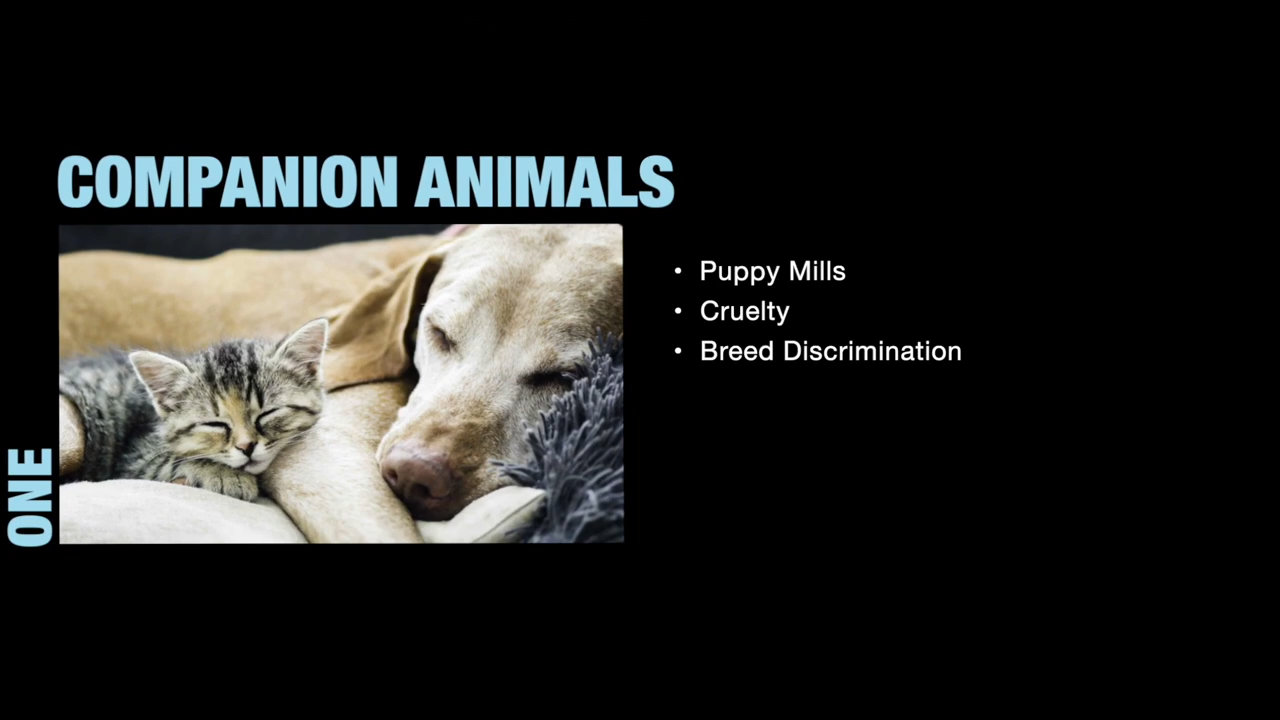 COMPANION ANIMALS
ONE
• Puppy Mills
• Cruelty
• Breed Discrimination